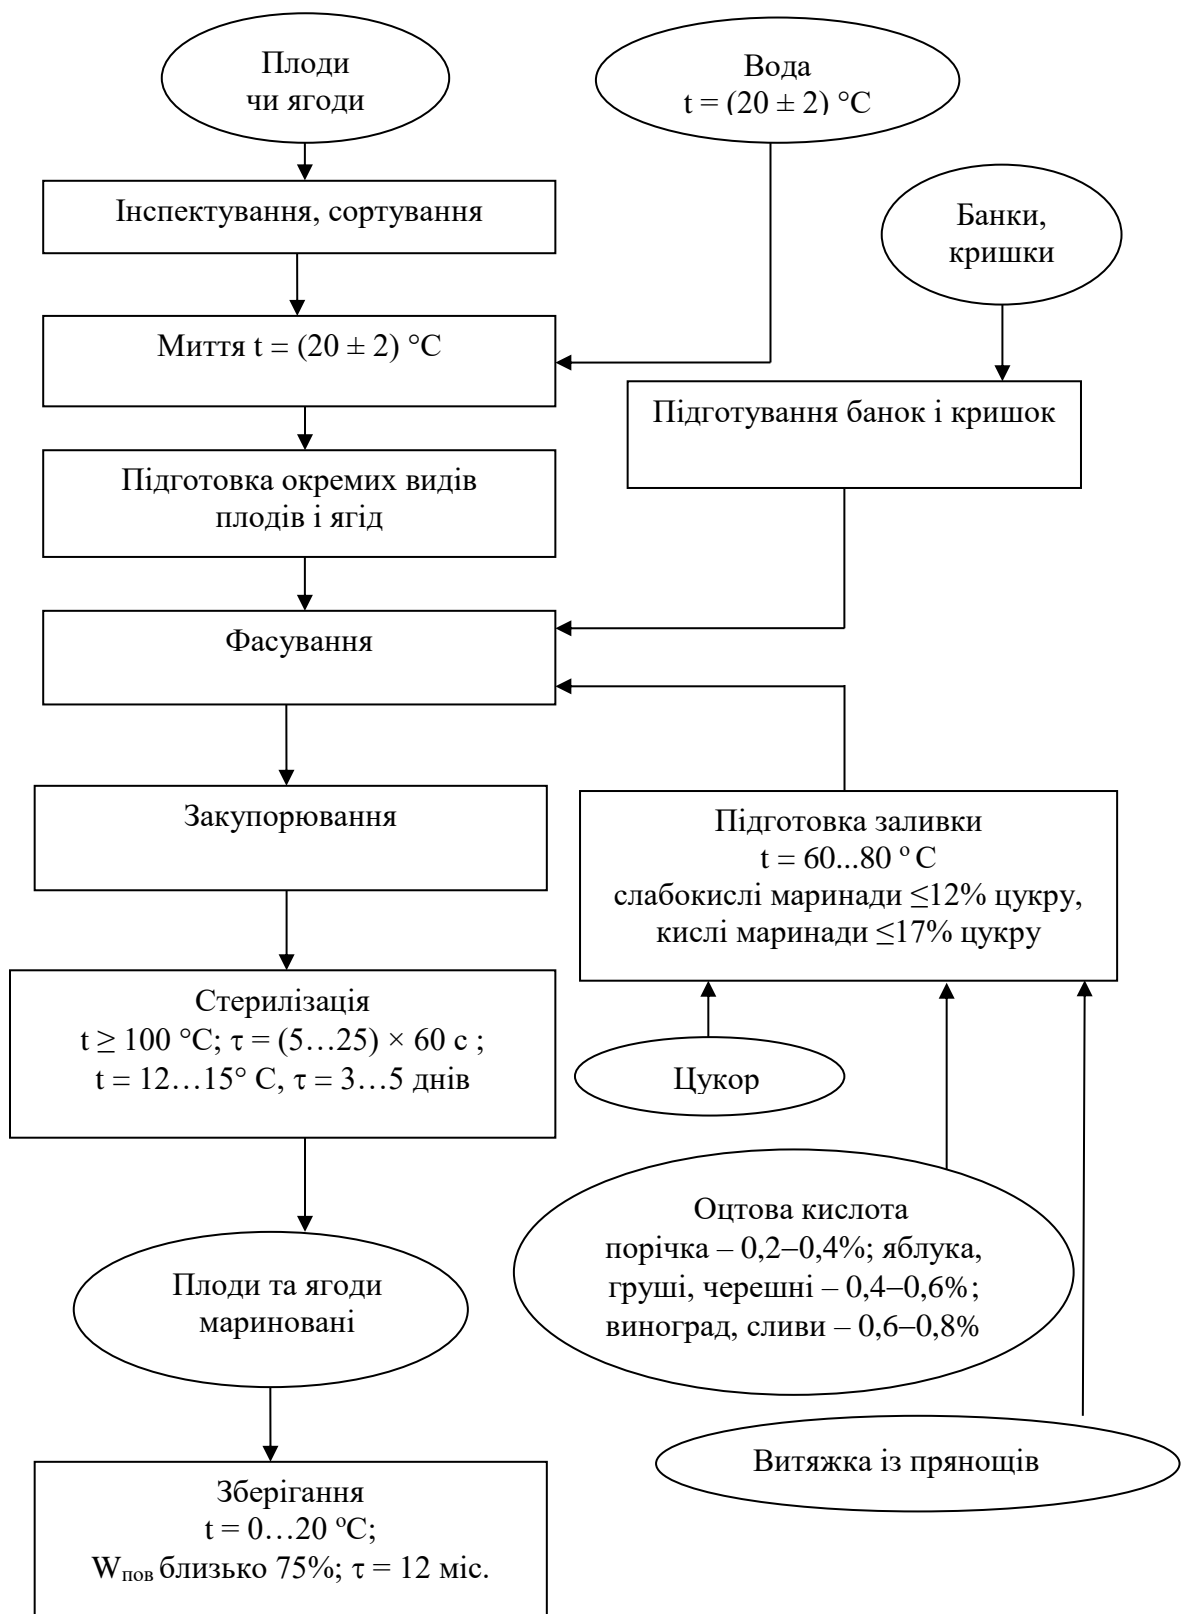 Плоди
чи ягоди
Вода
t = (20 ± 2) °С
Інспектування, сортування
Банки,
кришки
Миття t = (20 ± 2) °С
Підготування банок і кришок
Підготовка окремих видів
плодів і ягід
Фасування
Закупорювання
Підготовка заливки
t = 60...80 º С
слабокислі маринади ≤12% цукру,
кислі маринади ≤17% цукру
Стерилізація
t ≥ 100 °С; τ = (5…25) × 60 с ;
t = 12…15° С, τ = 3…5 днів
Цукор
Оцтова кислота
порічка – 0,2–0,4%; яблука,
груші, черешні – 0,4–0,6%;
виноград, сливи – 0,6–0,8%
Плоди та ягоди
мариновані
Витяжка із прянощів
Зберігання
t = 0…20 ºС;
Wпов близько 75%; τ = 12 міс.